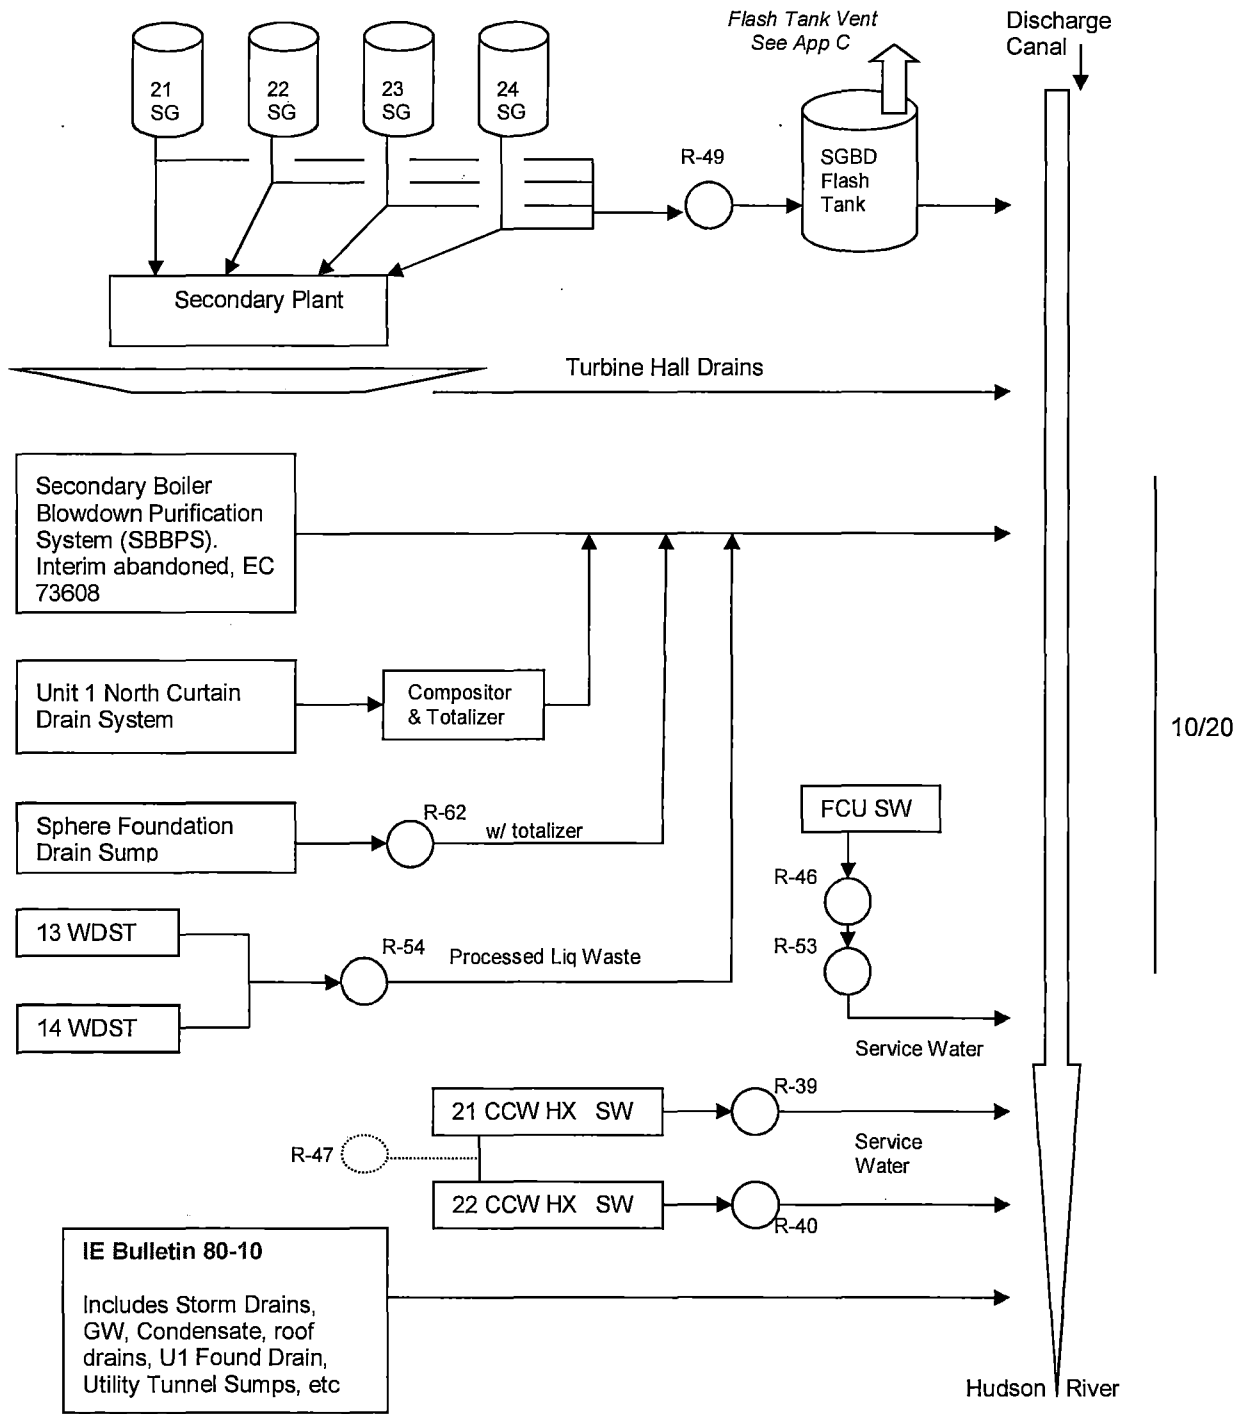 Flash Tank Vent
See App C
Discharge
Canal
21
SG
22
SG
23
SG
24
SG
R-49
SGBD
Flash
Tank
Secondary Plant
Turbine Hall Drains
Secondary Boiler
Blowdown Purification
System (SBBPS).
Interim abandoned, EC
73608
Unit 1 North Curtain
Drain System
Compositor
& Totalizer
10/20
Sphere Foundation
Drain Sump
R-62
w/ totalizer
FCU SW
R-46
R-53
13 WDST
R-54
Processed Liq Waste
14 WDST
Service Water
21 CCW HX SW
R-39
R-47
Service
Water
22 CCW HX SW
R-40
IE Bulletin 80-10
Includes Storm Drains,
GW, Condensate, roof
drains, U1 Found Drain,
Utility Tunnel Sumps, etc
Hudson River